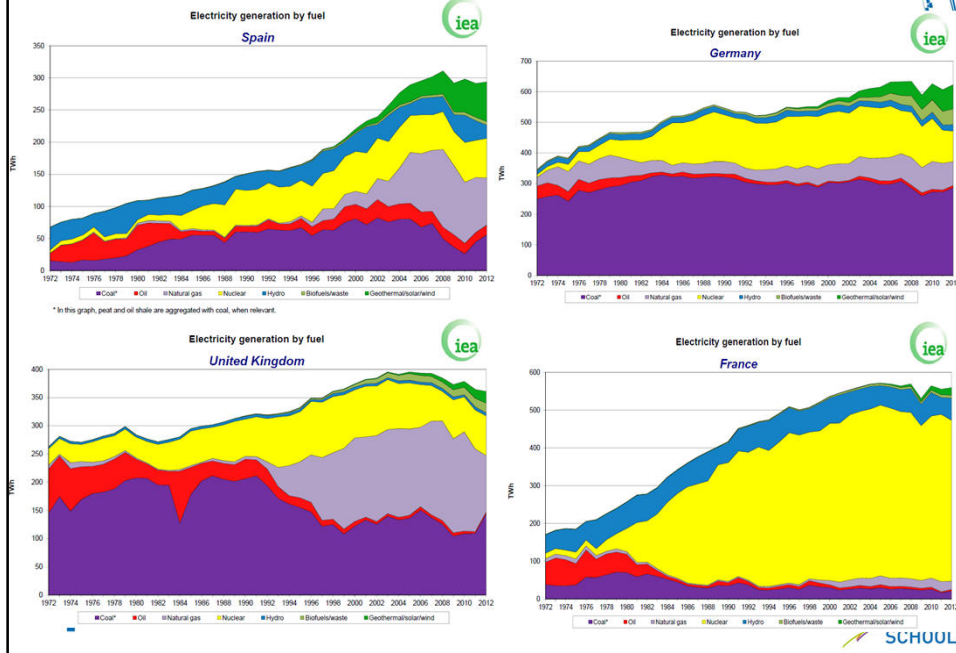 Electricity generation by fuel
Spain
iea
350
300
250
200
150
100
50
0
TWh
1972 1974 1976 1978 1980 1982 1984 1986 1988 1990 1992 1994 1996 1998 2000 2002 2004 2006 2008 2010 2012
Coal* Oil Natural gas Nuclear Hydro Biofuels/waste Geothermal/solar/wind
* In this graph, peat and oil shale are aggregated with coal, when relevant.
Electricity generation by fuel
Germany
iea
700
600
500
400
300
200
100
0
TWh
1972 1974 1976 1978 1980 1982 1984 1986 1988 1990 1992 1994 1996 1998 2000 2002 2004 2006 2008 2010 2012
Coal* Oil Natural gas Nuclear Hydro Biofuels/waste Geothermal/solar/wind
Electricity generation by fuel
United Kingdom
iea
400
350
300
250
200
150
100
50
0
TWh
1972 1974 1976 1978 1980 1982 1984 1986 1988 1990 1992 1994 1996 1998 2000 2002 2004 2006 2008 2010 2012
Coal* Oil Natural gas Nuclear Hydro Biofuels/waste Geothermal/solar/wind
Electricity generation by fuel
France
iea
600
500
400
300
200
100
0
TWh
1972 1974 1976 1978 1980 1982 1984 1986 1988 1990 1992 1994 1996 1998 2000 2002 2004 2006 2008 2010 2012
Coal* Oil Natural gas Nuclear Hydro Biofuels/waste Geothermal/solar/wind
SCHOOL